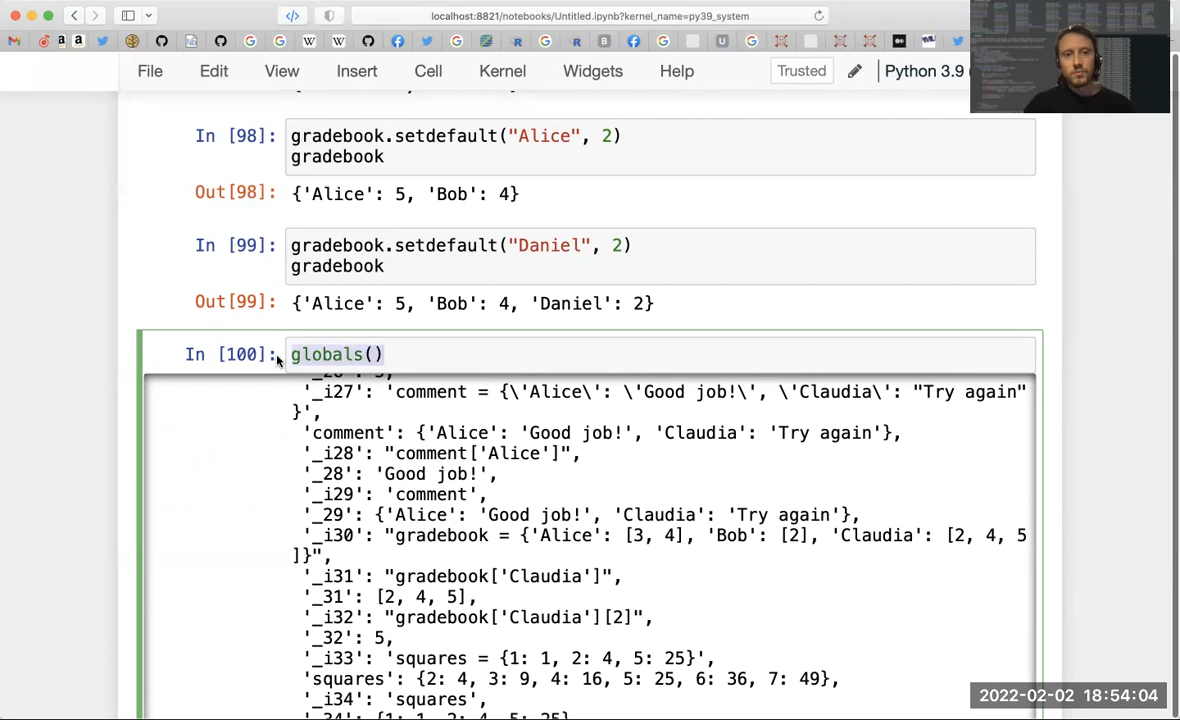 localhost:8821/notebooks/Untitled.ipynb?kernel_name=py39_system
File Edit View Insert Cell Kernel Widgets Help Trusted Python 3.9
In [98]: gradebook.setdefault("Alice", 2)
gradebook
Out[98]: {'Alice': 5, 'Bob': 4}
In [99]: gradebook.setdefault("Daniel", 2)
gradebook
Out[99]: {'Alice': 5, 'Bob': 4, 'Daniel': 2}
In [100]: globals()
'_i27': 'comment = {\'Alice\': \'Good job!\', \'Claudia\': "Try again"
}',
'comment': {'Alice': 'Good job!', 'Claudia': 'Try again'},
'_i28': "comment['Alice']",
'_28': 'Good job!',
'_i29': 'comment',
'_29': {'Alice': 'Good job!', 'Claudia': 'Try again'},
'_i30': "gradebook = {'Alice': [3, 4], 'Bob': [2], 'Claudia': [2, 4, 5
]}",
'_i31': "gradebook['Claudia']",
'_31': [2, 4, 5],
'_i32': "gradebook['Claudia'][2]",
'_32': 5,
'_i33': 'squares = {1: 1, 2: 4, 5: 25}',
'squares': {2: 4, 3: 9, 4: 16, 5: 25, 6: 36, 7: 49},
'_i34': 'squares',
'_34': {1: 1, 2: 4, 5: 25},
2022-02-02 18:54:04